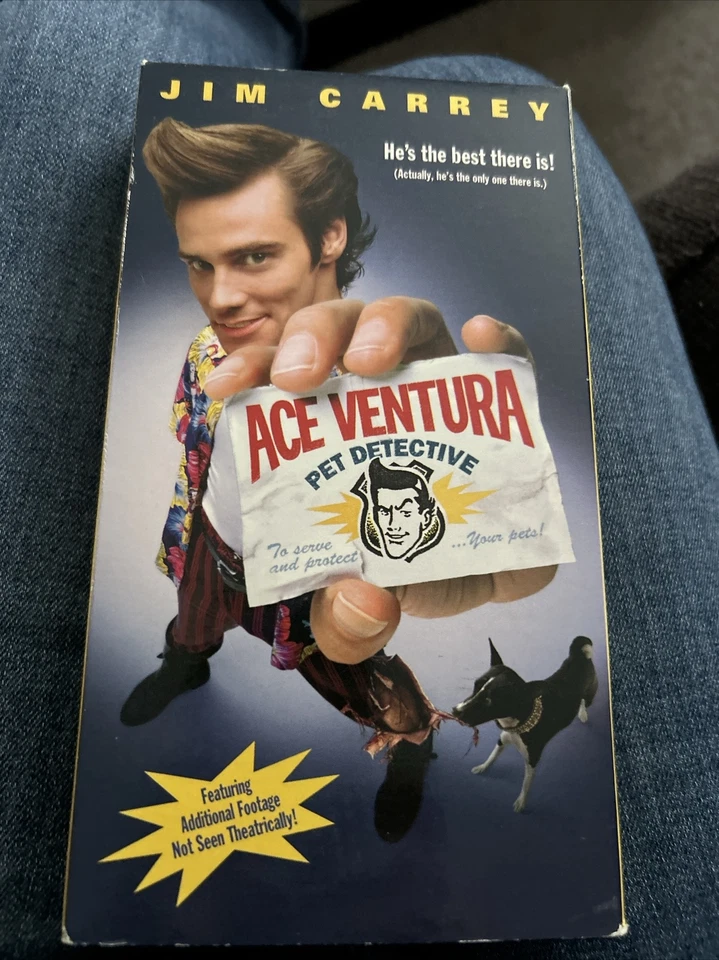 JIM CARREY
He's the best there is!
(Actually, he's the only one there is.)
ACE VENTURA
PET DETECTIVE
To serve
and protect
...Your pets!
Featuring
Additional Footage
Not Seen Theatrically!